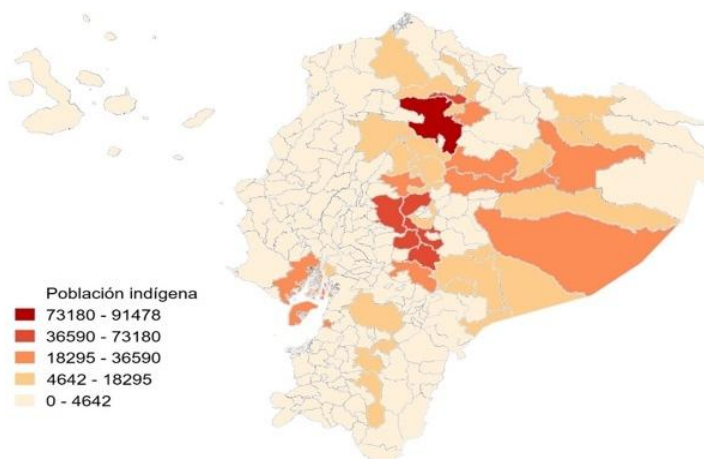 Población indígena
73180 - 91478
36590 - 73180
18295 - 36590
4642 - 18295
0 - 4642